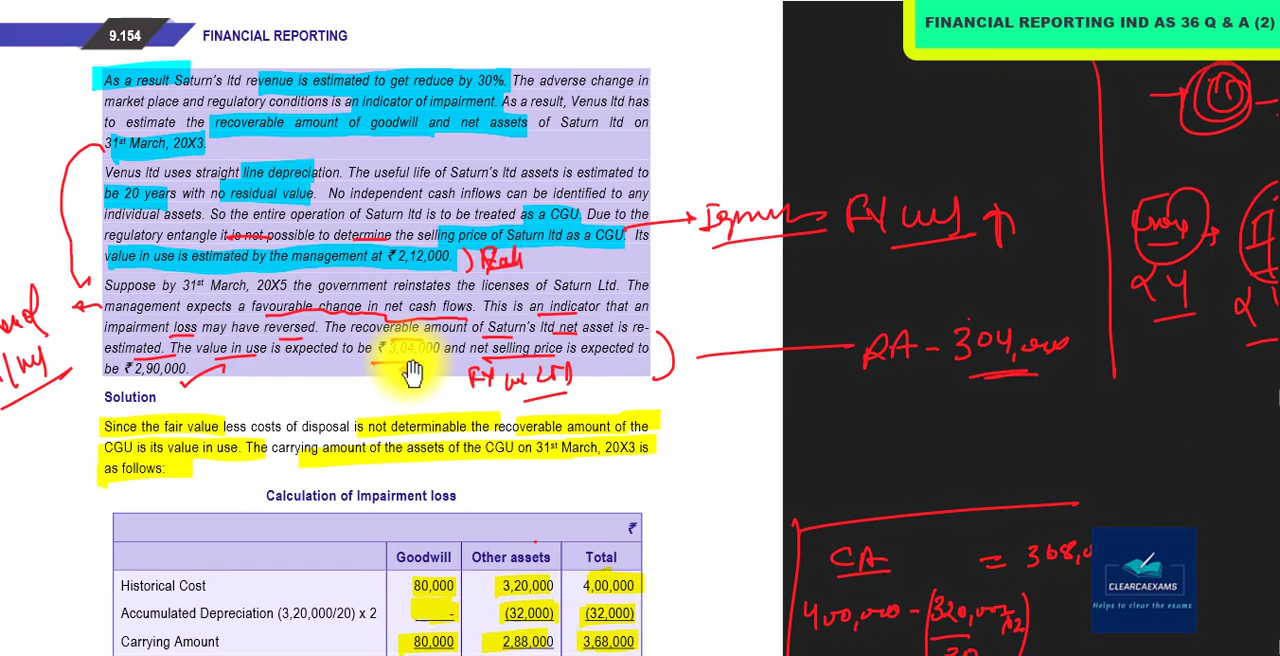 9.154 FINANCIAL REPORTING
FINANCIAL REPORTING IND AS 36 Q & A (2)
As a result Saturn's ltd revenue is estimated to get reduce by 30%. The adverse change in
market place and regulatory conditions is an indicator of impairment. As a result, Venus ltd has
to estimate the recoverable amount of goodwill and net assets of Saturn ltd on
31st March, 20X3.
Venus ltd uses straight line depreciation. The useful life of Saturn's ltd assets is estimated to
be 20 years with no residual value. No independent cash inflows can be identified to any
individual assets. So the entire operation of Saturn ltd is to be treated as a CGU. Due to the
regulatory entangle it is not possible to determine the selling price of Saturn ltd as a CGU. Its
value in use is estimated by the management at ₹ 2,12,000.
Suppose by 31st March, 20X5 the government reinstates the licenses of Saturn Ltd. The
management expects a favourable change in net cash flows. This is an indicator that an
impairment loss may have reversed. The recoverable amount of Saturn's ltd net asset is re-
estimated. The value in use is expected to be ₹ 3,04,000 and net selling price is expected to
be ₹ 2,90,000.
RA - 304,000
Solution
Since the fair value less costs of disposal is not determinable the recoverable amount of the
CGU is its value in use. The carrying amount of the assets of the CGU on 31st March, 20X3 is
as follows:
Calculation of Impairment loss
₹
Goodwill Other assets Total
Historical Cost 80,000 3,20,000 4,00,000
Accumulated Depreciation (3,20,000/20) x 2 - (32,000) (32,000)
Carrying Amount 80,000 2,88,000 3,68,000
CA = 368,0
400,000 - (320,000
20
CLEARCAEXAMS
Helps to clear the exams